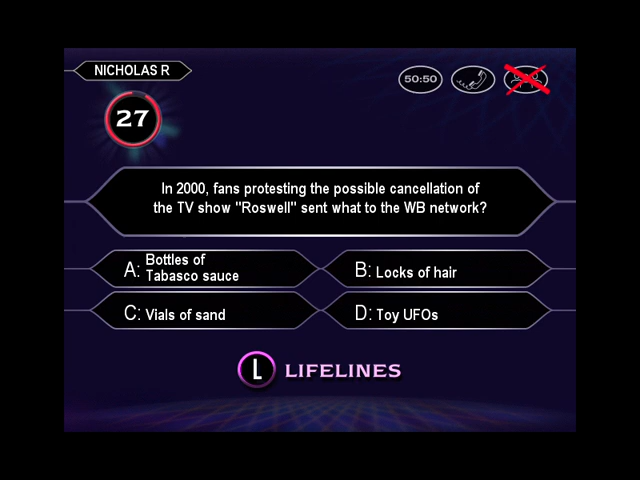 NICHOLAS R
50:50
27
In 2000, fans protesting the possible cancellation of
the TV show "Roswell" sent what to the WB network?
A: Bottles of
Tabasco sauce
B: Locks of hair
C: Vials of sand
D: Toy UFOs
L LIFELINES